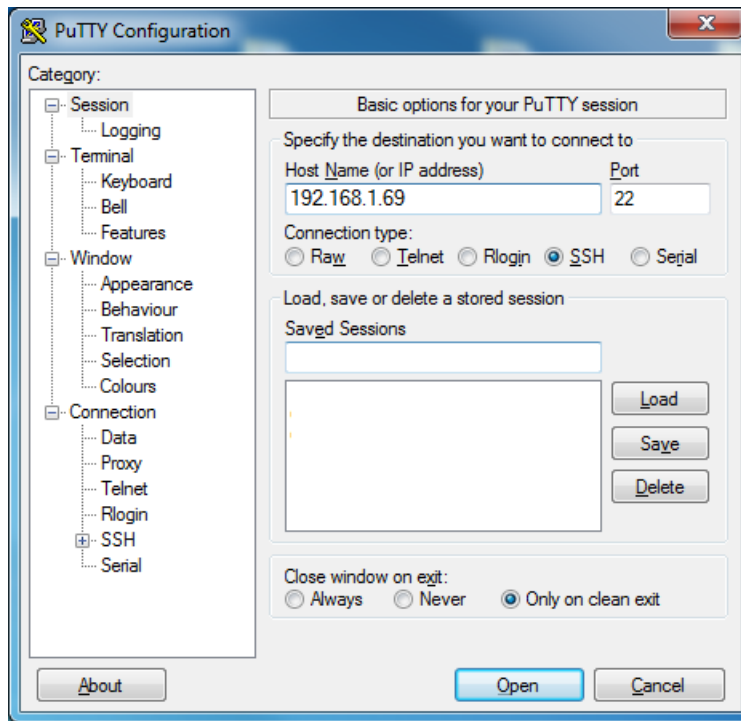 PuTTY Configuration
Category:
Session
Logging
Terminal
Keyboard
Bell
Features
Window
Appearance
Behaviour
Translation
Selection
Colours
Connection
Data
Proxy
Telnet
Rlogin
SSH
Serial
Basic options for your PuTTY session
Specify the destination you want to connect to
Host Name (or IP address) Port
192.168.1.69 22
Connection type:
Raw Telnet Rlogin SSH Serial
Load, save or delete a stored session
Saved Sessions
Load
Save
Delete
Close window on exit:
Always Never Only on clean exit
About Open Cancel